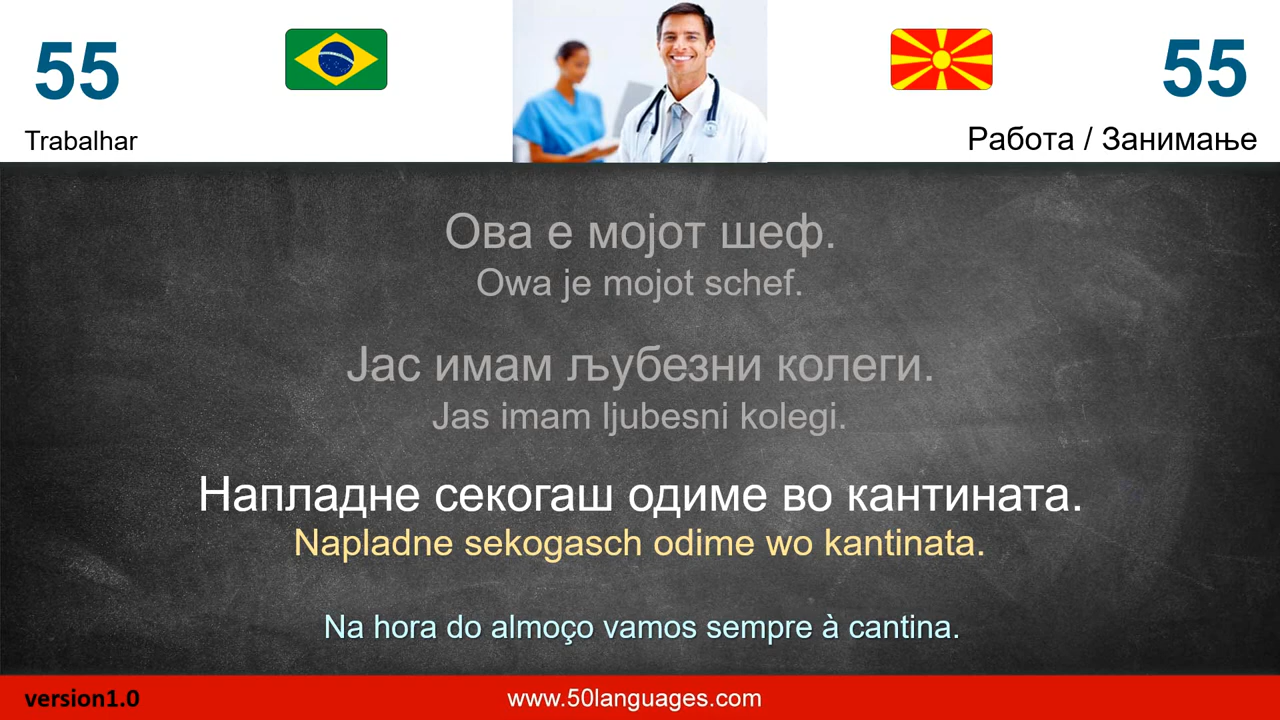 55
55
Trabalhar
Работа / Занимање
Ова е мојот шеф.
Owa je mojot schef.
Јас имам љубезни колеги.
Jas imam ljubesni kolegi.
Напладне секогаш одиме во кантината.
Napladne sekogasch odime wo kantinata.
Na hora do almoço vamos sempre à cantina.
version1.0
www.50languages.com